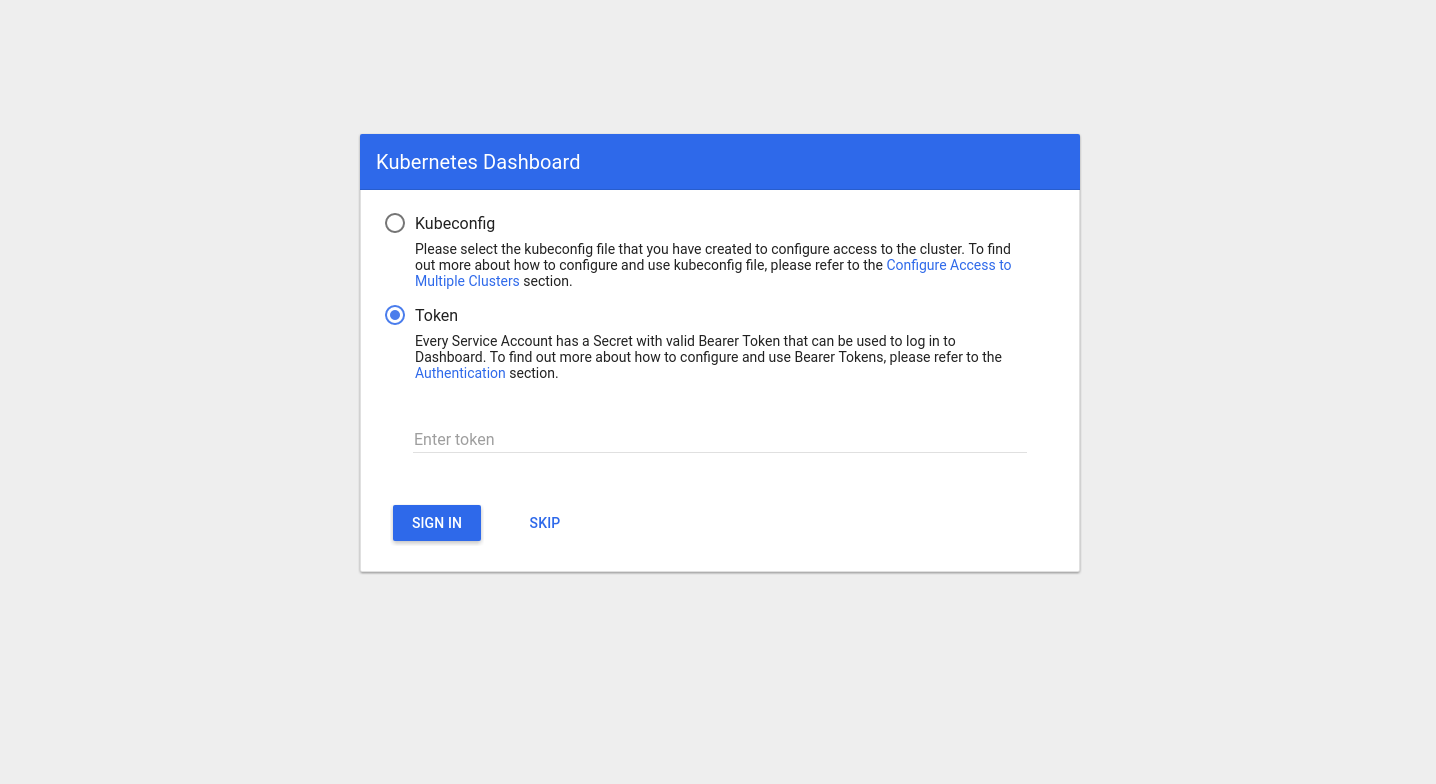 Kubernetes Dashboard
Kubeconfig
Please select the kubeconfig file that you have created to configure access to the cluster. To find
out more about how to configure and use kubeconfig file, please refer to the Configure Access to
Multiple Clusters section.
Token
Every Service Account has a Secret with valid Bearer Token that can be used to log in to
Dashboard. To find out more about how to configure and use Bearer Tokens, please refer to the
Authentication section.
Enter token
SIGN IN SKIP